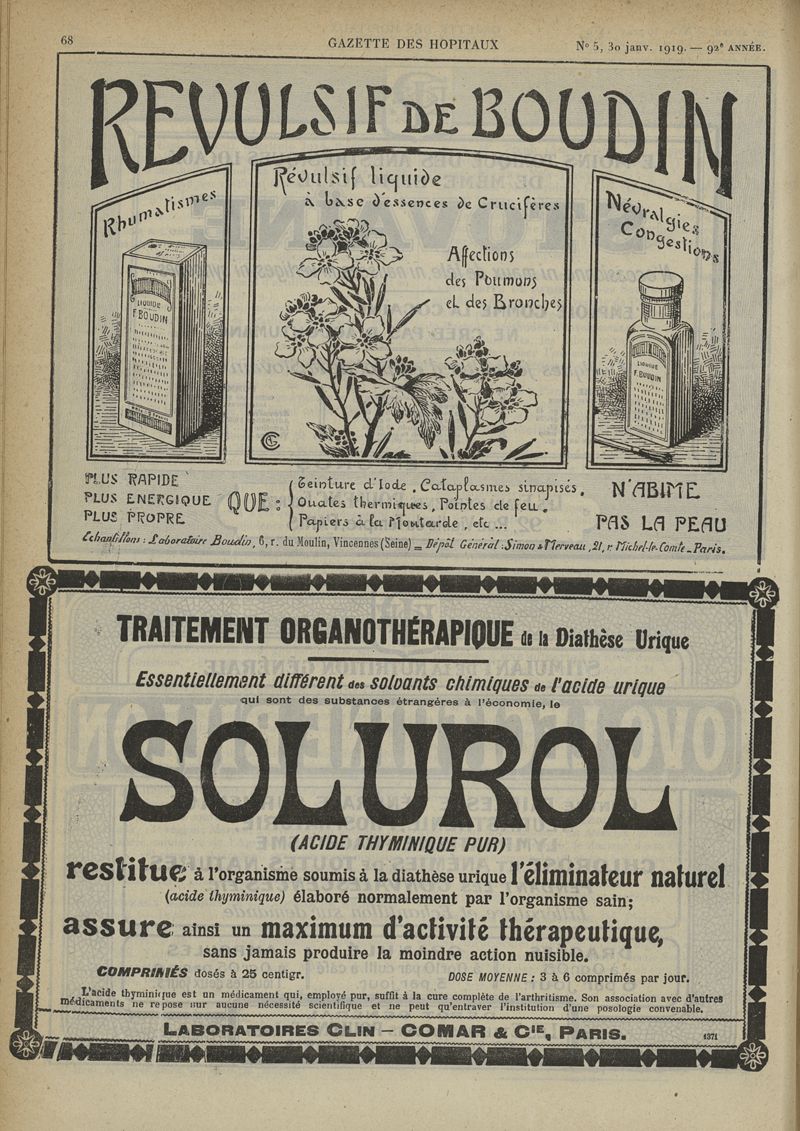 68
GAZETTE DES HOPITAUX
N° 5, 30 janv. 1919. — 92e ANNÉE.
REVULSIF DE BOUDIN
Rhumatismes
Révulsif liquide
à base d'essences de Crucifères
Névralgies
Congestions
Affections
des Poumons
et des Bronches
LIQUIDE
F. BOUDIN
LIQUIDE
F. BOUDIN
PLUS RAPIDE
PLUS ENERGIQUE
PLUS PROPRE
QUE :
Teinture d'Iode, Cataplasmes sinapisés,
Ouates thermiques, Pointes de feu,
Papiers à la Moutarde, etc ...
N'ABIME
PAS LA PEAU
Echantillons : Laboratoire Boudin, 6, r. du Moulin, Vincennes (Seine) _ Dépôt Général : Simon & Merveau, 21, r. Michel-le-Comte - Paris.
TRAITEMENT ORGANOTHÉRAPIQUE de la Diathèse Urique
Essentiellement différent des solvants chimiques de l'acide urique
qui sont des substances étrangères à l'économie, le
SOLUROL
(ACIDE THYMINIQUE PUR)
restitue à l'organisme soumis à la diathèse urique l'éliminateur naturel
(acide thyminique) élaboré normalement par l'organisme sain;
assure ainsi un maximum d'activité thérapeutique,
sans jamais produire la moindre action nuisible.
COMPRIMÉS dosés à 25 centigr.
DOSE MOYENNE : 3 à 6 comprimés par jour.
L'acide thyminique est un médicament qui, employé pur, suffit à la cure complète de l'arthritisme. Son association avec d'autres
médicaments ne repose sur aucune nécessité scientifique et ne peut qu'entraver l'institution d'une posologie convenable.
LABORATOIRES CLIN — COMAR & CIE, PARIS.
1371